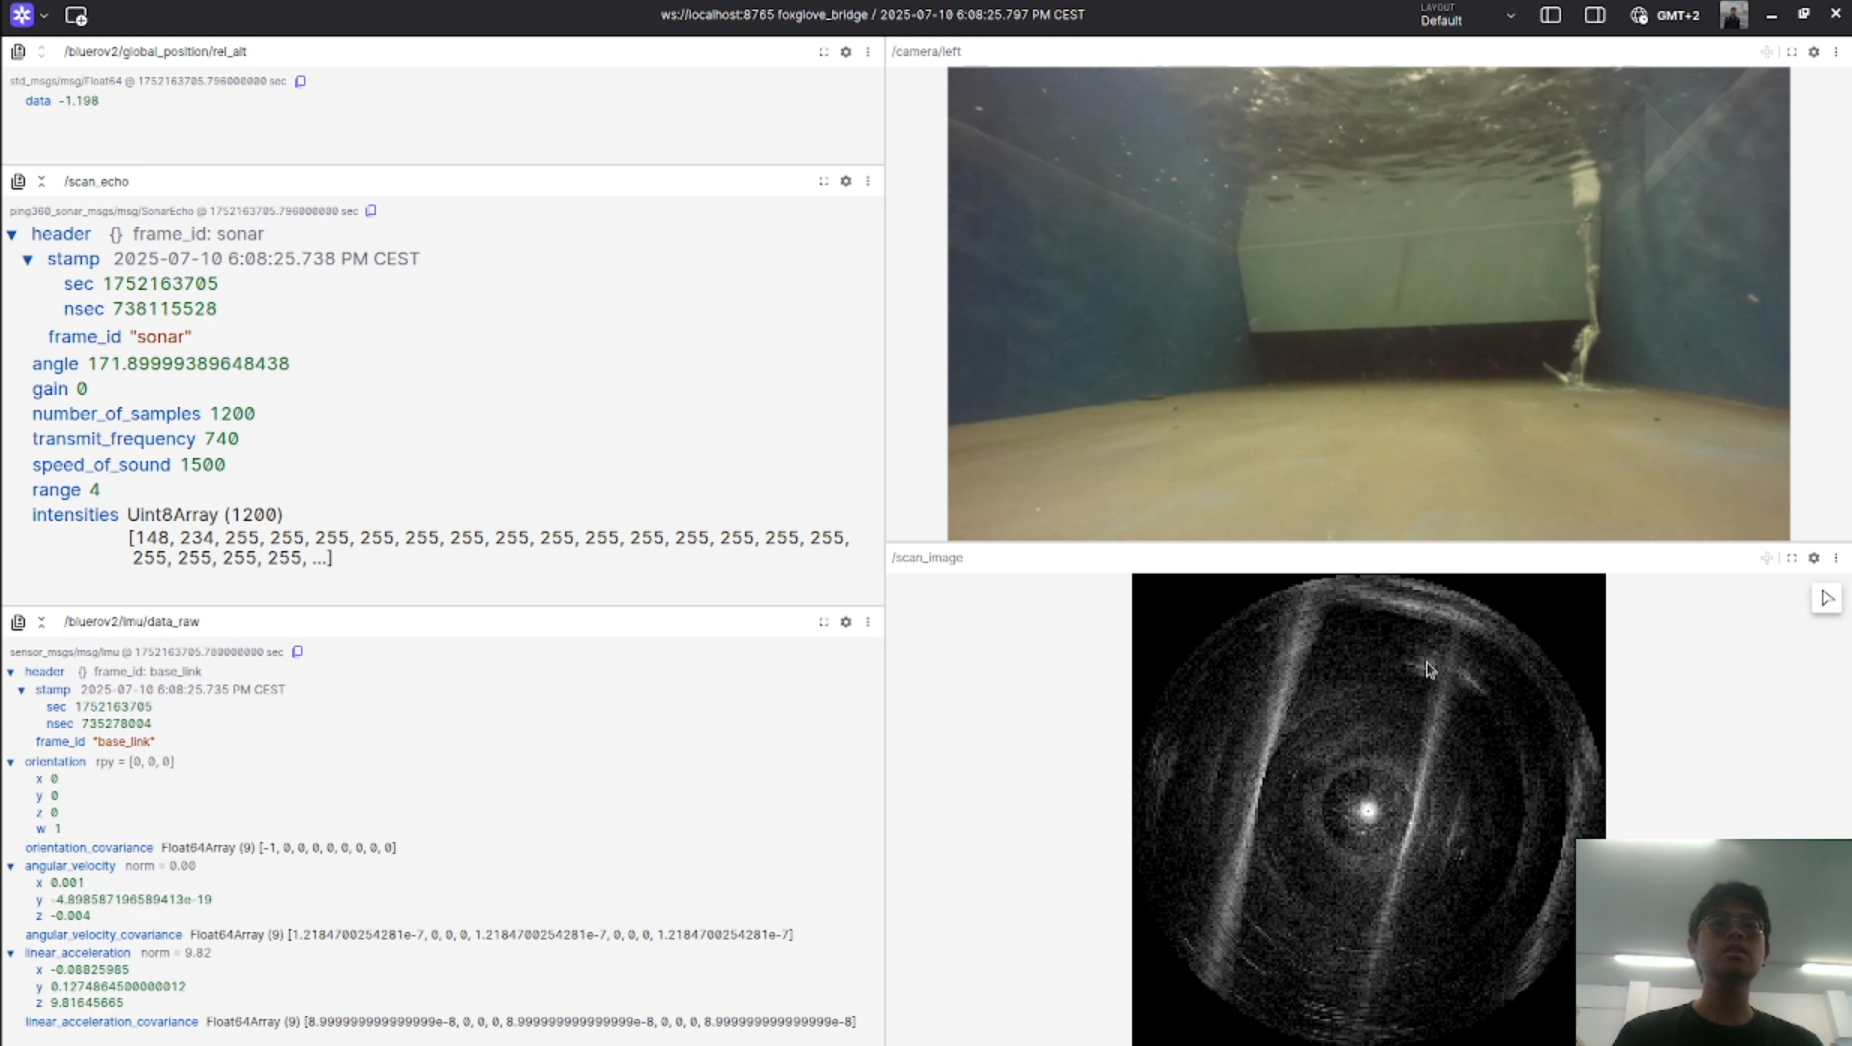 ws://localhost:8765 foxglove_bridge / 2025-07-10 6:08:25.797 PM CEST
LAYOUT
Default
GMT+2
/bluerov2/global_position/rel_alt
std_msgs/msg/Float64 @ 1752163705.796000000 sec
data -1.198
/scan_echo
ping360_sonar_msgs/msg/SonarEcho @ 1752163705.796000000 sec
header {} frame_id: sonar
stamp 2025-07-10 6:08:25.738 PM CEST
sec 1752163705
nsec 738115528
frame_id "sonar"
angle 171.89999389648438
gain 0
number_of_samples 1200
transmit_frequency 740
speed_of_sound 1500
range 4
intensities Uint8Array (1200)
[148, 234, 255, 255, 255, 255, 255, 255, 255, 255, 255, 255, 255, 255, 255, 255,
255, 255, 255, 255, ...]
/bluerov2/imu/data_raw
sensor_msgs/msg/Imu @ 1752163705.780000000 sec
header {} frame_id: base_link
stamp 2025-07-10 6:08:25.735 PM CEST
sec 1752163705
nsec 735278004
frame_id "base_link"
orientation rpy = [0, 0, 0]
x 0
y 0
z 0
w 1
orientation_covariance Float64Array (9) [-1, 0, 0, 0, 0, 0, 0, 0, 0]
angular_velocity norm = 0.00
x 0.001
y -4.898587196589413e-19
z -0.004
angular_velocity_covariance Float64Array (9) [1.2184700254281e-7, 0, 0, 0, 1.2184700254281e-7, 0, 0, 0, 1.2184700254281e-7]
linear_acceleration norm = 9.82
x -0.08825985
y 0.1274864500000012
z 9.81645665
linear_acceleration_covariance Float64Array (9) [8.999999999999999e-8, 0, 0, 0, 8.999999999999999e-8, 0, 0, 0, 8.999999999999999e-8]
/camera/left
/scan_image